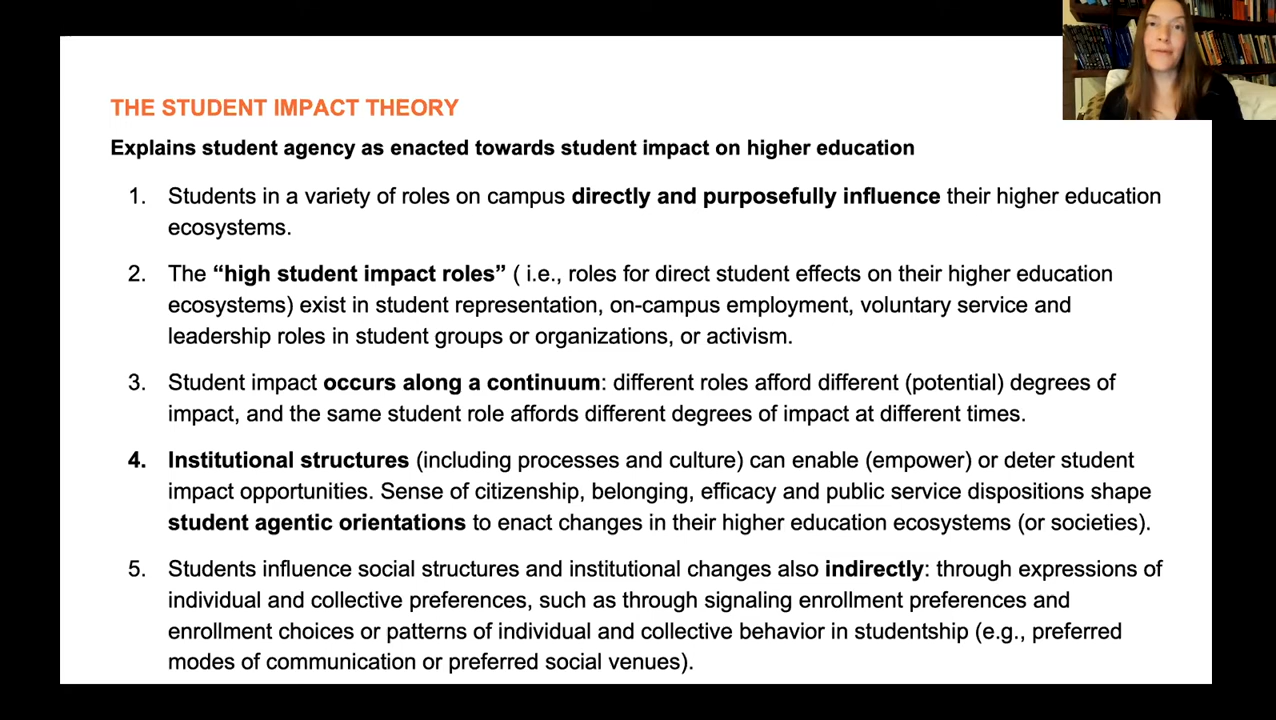 THE STUDENT IMPACT THEORY
Explains student agency as enacted towards student impact on higher education
1. Students in a variety of roles on campus directly and purposefully influence their higher education
ecosystems.
2. The “high student impact roles” ( i.e., roles for direct student effects on their higher education
ecosystems) exist in student representation, on-campus employment, voluntary service and
leadership roles in student groups or organizations, or activism.
3. Student impact occurs along a continuum: different roles afford different (potential) degrees of
impact, and the same student role affords different degrees of impact at different times.
4. Institutional structures (including processes and culture) can enable (empower) or deter student
impact opportunities. Sense of citizenship, belonging, efficacy and public service dispositions shape
student agentic orientations to enact changes in their higher education ecosystems (or societies).
5. Students influence social structures and institutional changes also indirectly: through expressions of
individual and collective preferences, such as through signaling enrollment preferences and
enrollment choices or patterns of individual and collective behavior in studentship (e.g., preferred
modes of communication or preferred social venues).